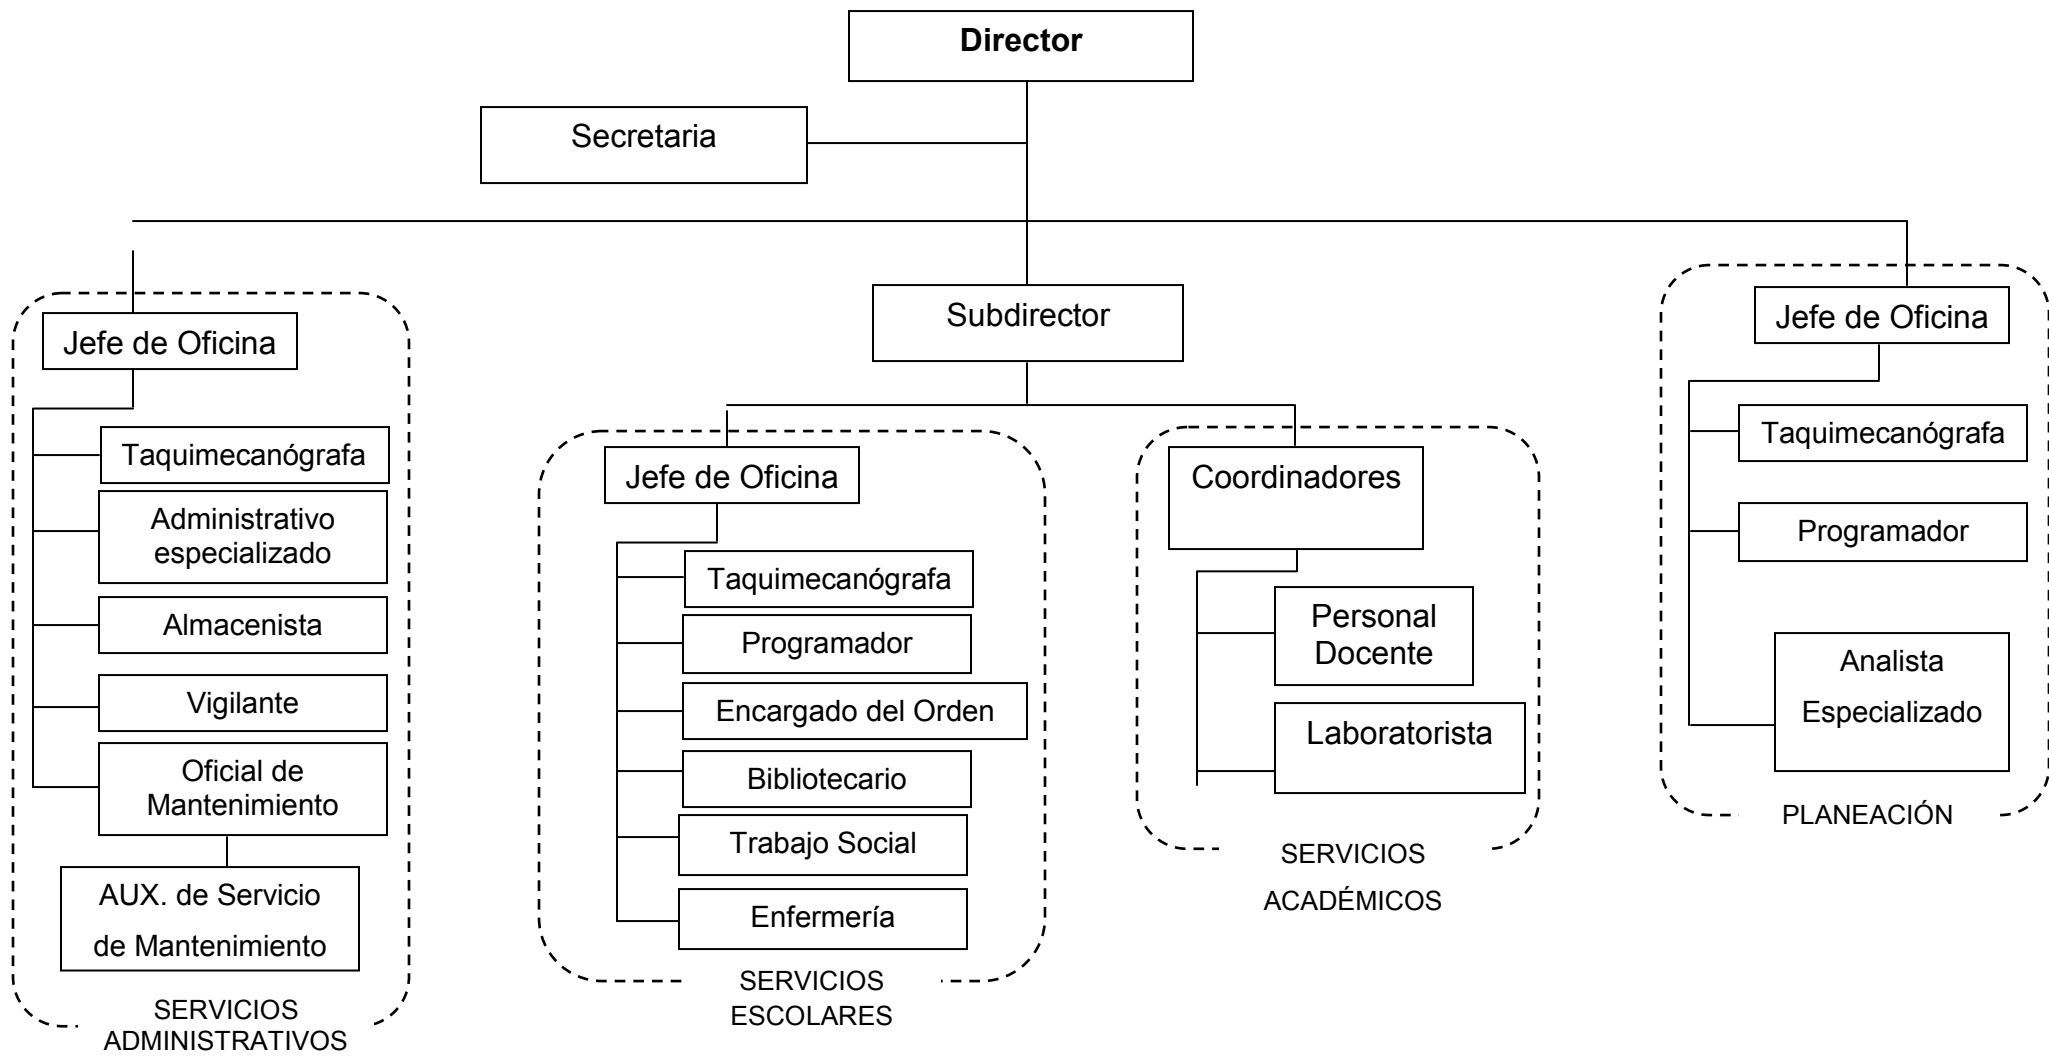 Director
Secretaria
Subdirector
Jefe de Oficina
Taquimecanógrafa
Administrativo
especializado
Almacenista
Vigilante
Oficial de
Mantenimiento
AUX. de Servicio
de Mantenimiento
SERVICIOS
ADMINISTRATIVOS
Jefe de Oficina
Taquimecanógrafa
Programador
Encargado del Orden
Bibliotecario
Trabajo Social
Enfermería
SERVICIOS
ESCOLARES
Coordinadores
Personal
Docente
Laboratorista
SERVICIOS
ACADÉMICOS
Jefe de Oficina
Taquimecanógrafa
Programador
Analista
Especializado
PLANEACIÓN